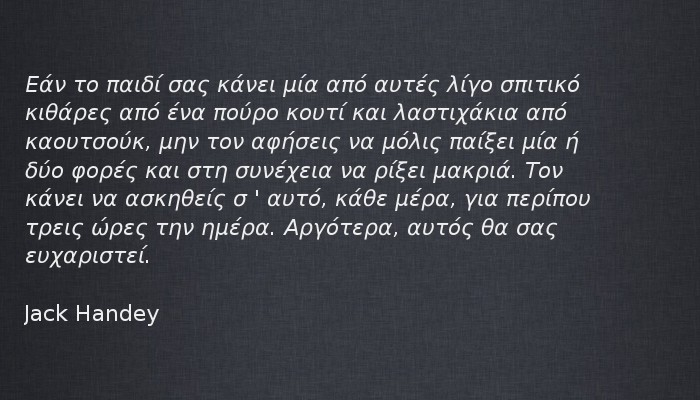 Εάν το παιδί σας κάνει μία από αυτές λίγο σπιτικό
κιθάρες από ένα πούρο κουτί και λαστιχάκια από
καουτσούκ, μην τον αφήσεις να μόλις παίξει μία ή
δύο φορές και στη συνέχεια να ρίξει μακριά. Τον
κάνει να ασκηθείς σ ' αυτό, κάθε μέρα, για περίπου
τρεις ώρες την ημέρα. Αργότερα, αυτός θα σας
ευχαριστεί.
Jack Handey